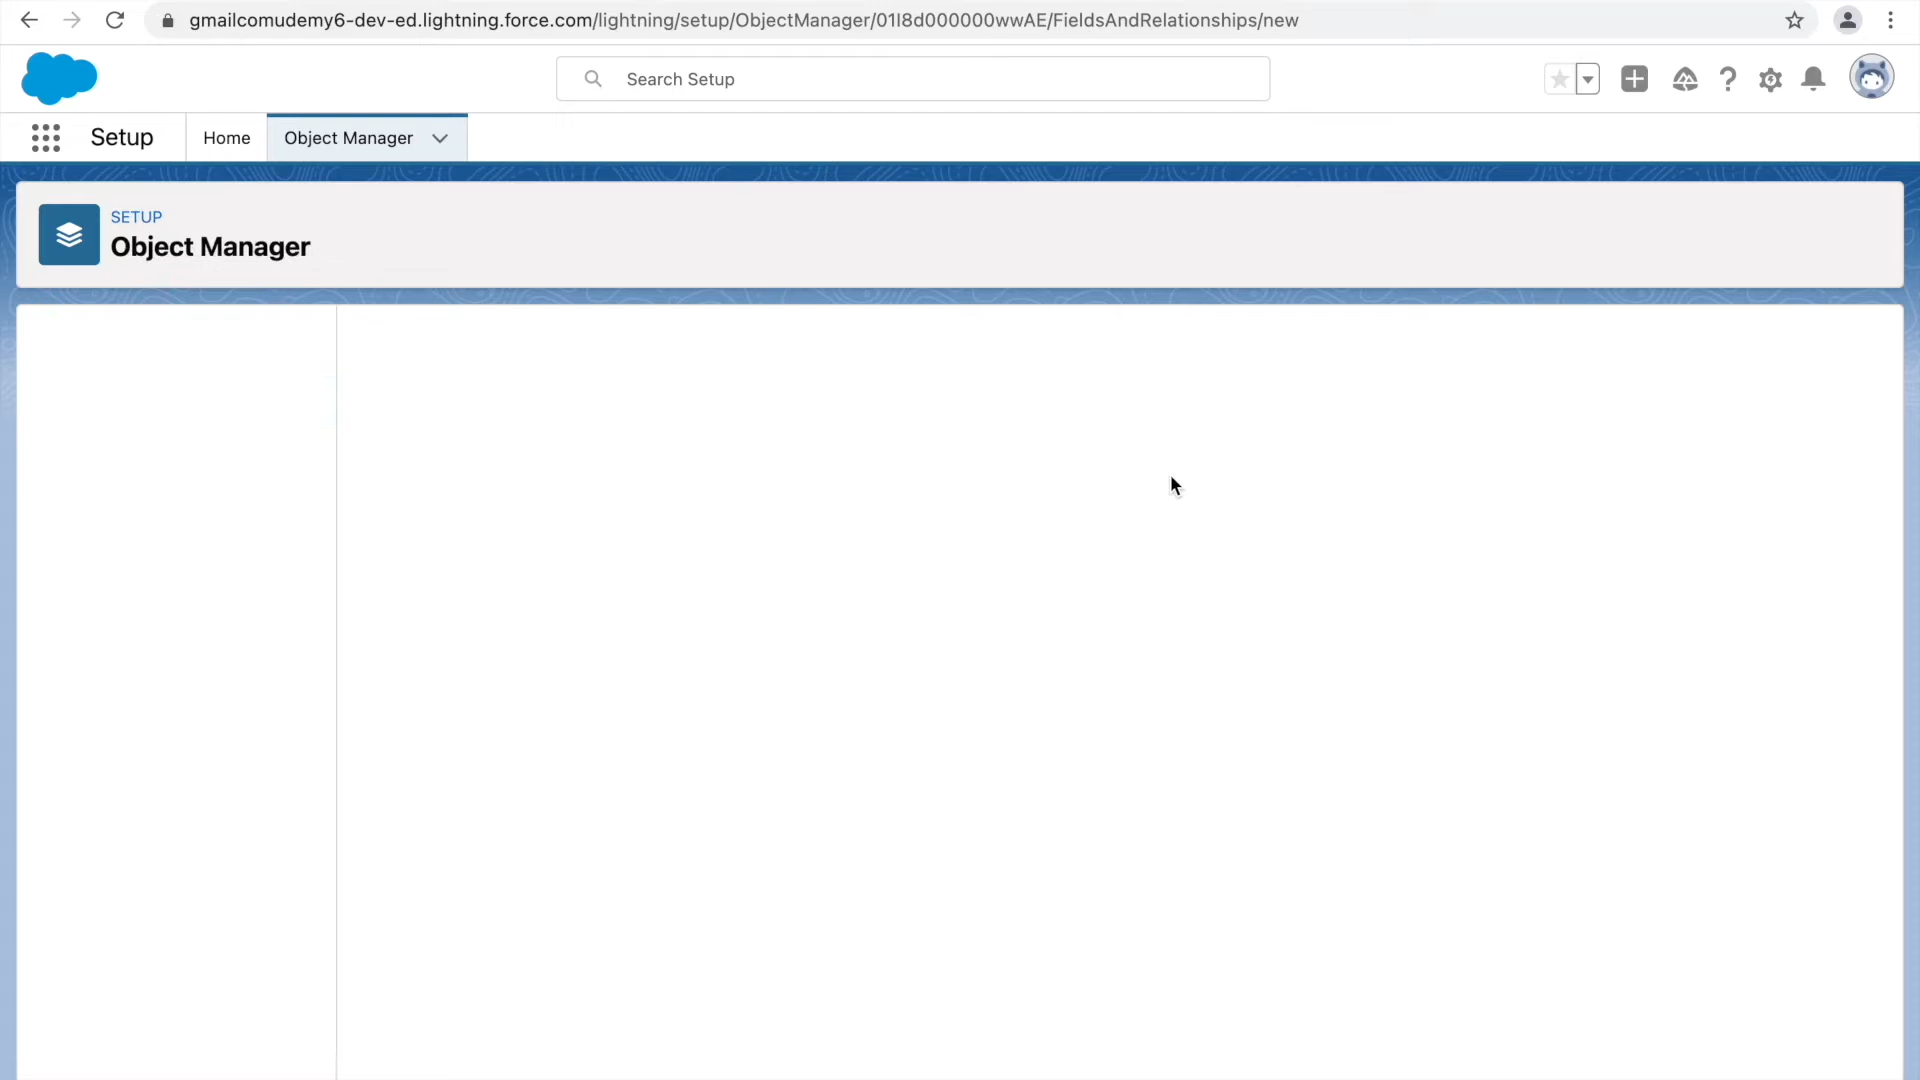 gmailcomudemy6-dev-ed.lightning.force.com/lightning/setup/ObjectManager/01I8d000000wwAE/FieldsAndRelationships/new
Search Setup
Setup
Home
Object Manager
SETUP
Object Manager